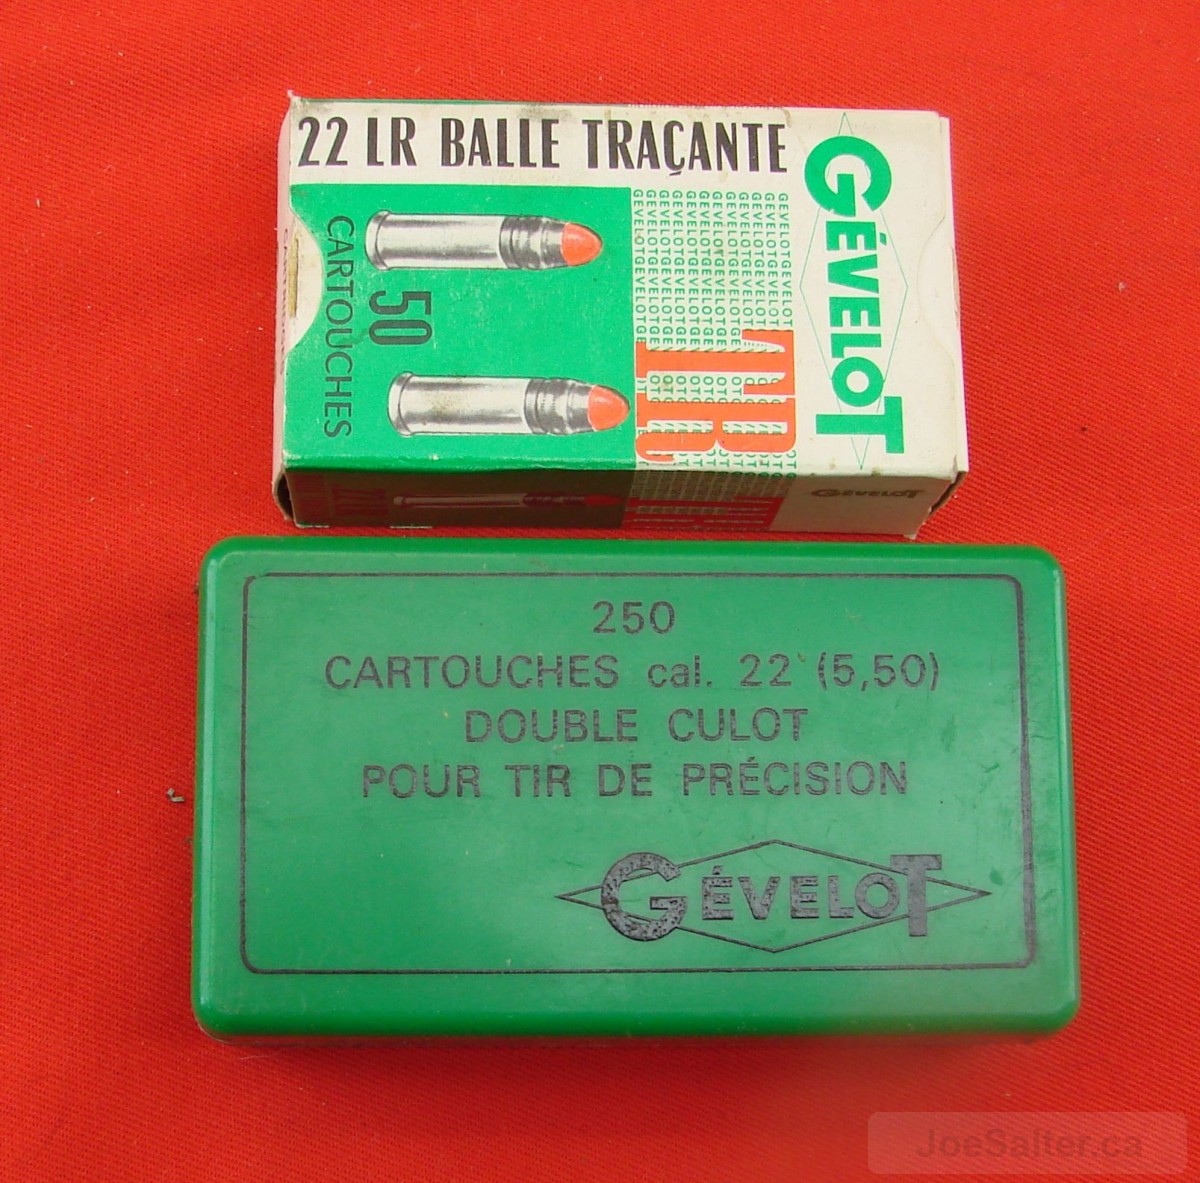 22 LR BALLE TRAÇANTE
GÉVELOT
50
CARTOUCHES
TR
GÉVELOT
250
CARTOUCHES cal. 22 (5,50)
DOUBLE CULOT
POUR TIR DE PRÉCISION
GÉVELOT
JoeSalter.ca